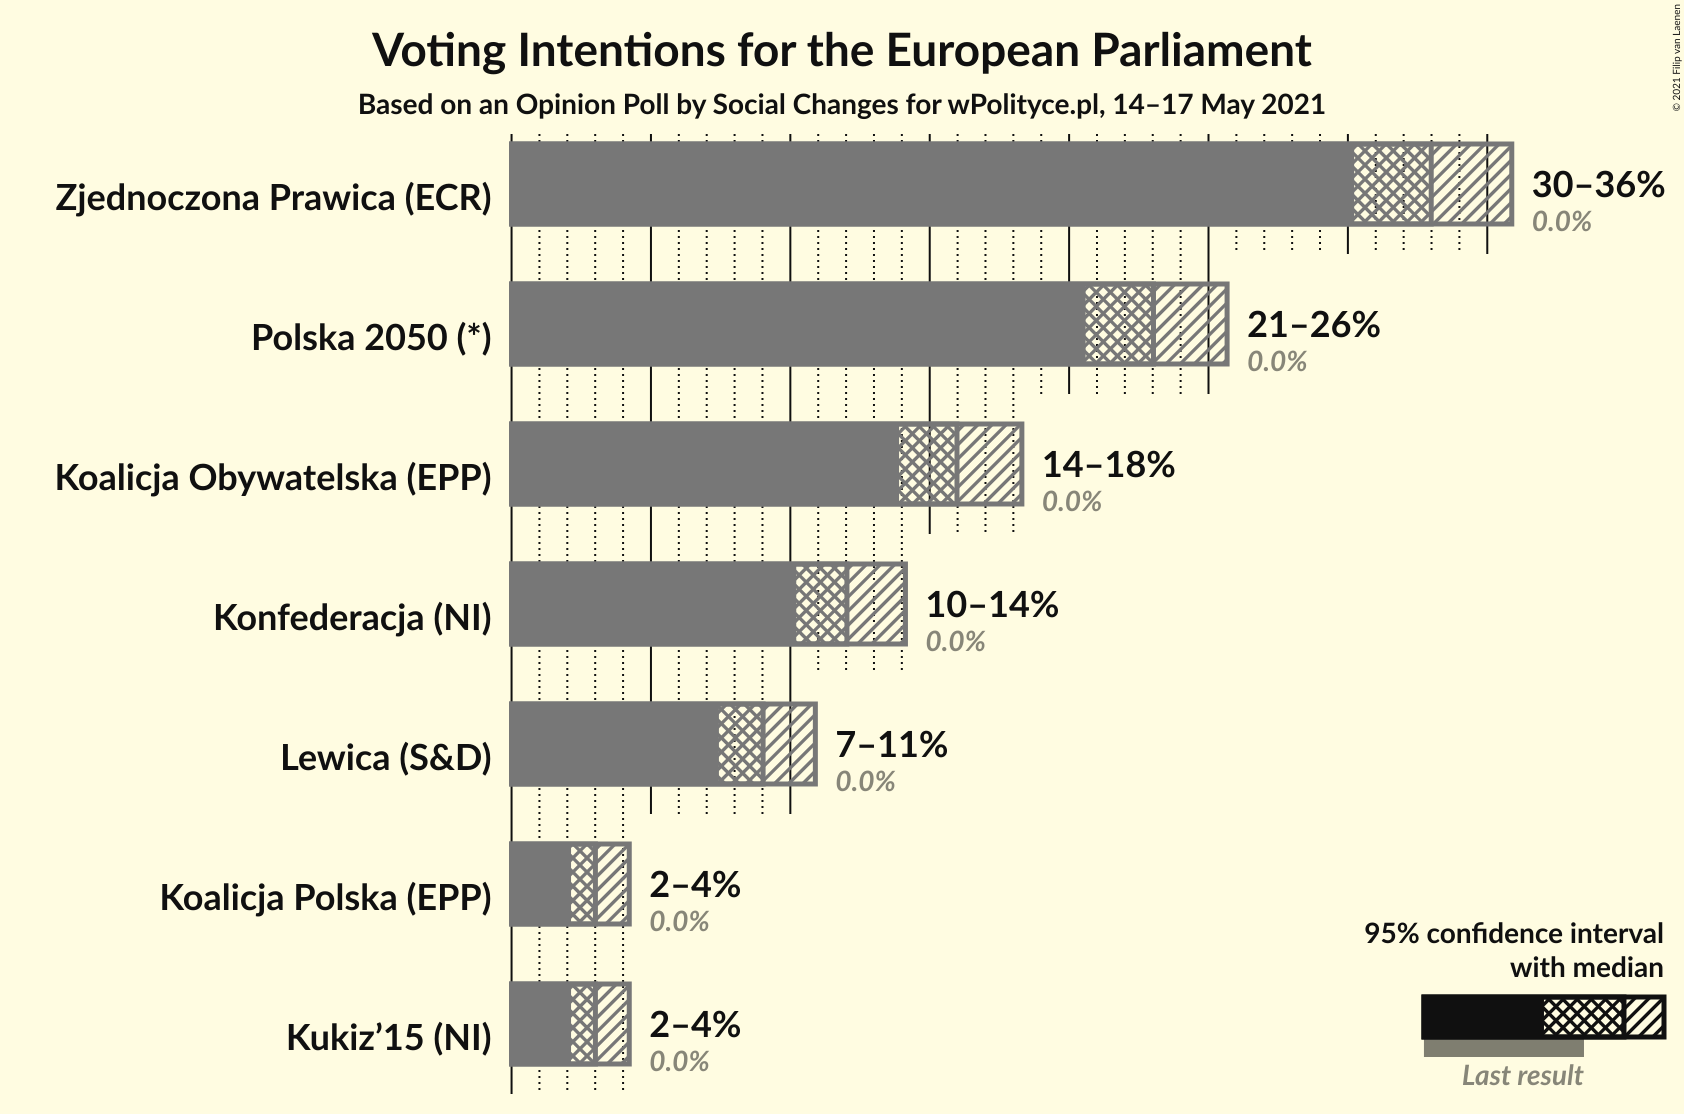 Voting Intentions for the European Parliament
Based on an Opinion Poll by Social Changes for wPolityce.pl, 14–17 May 2021
© 2021 Filip van Laenen
Zjednoczona Prawica (ECR)
30–36%
0.0%
Polska 2050 (*)
21–26%
0.0%
Koalicja Obywatelska (EPP)
14–18%
0.0%
Konfederacja (NI)
10–14%
0.0%
Lewica (S&D)
7–11%
0.0%
Koalicja Polska (EPP)
2–4%
0.0%
Kukiz’15 (NI)
2–4%
0.0%
95% confidence interval
with median
Last result